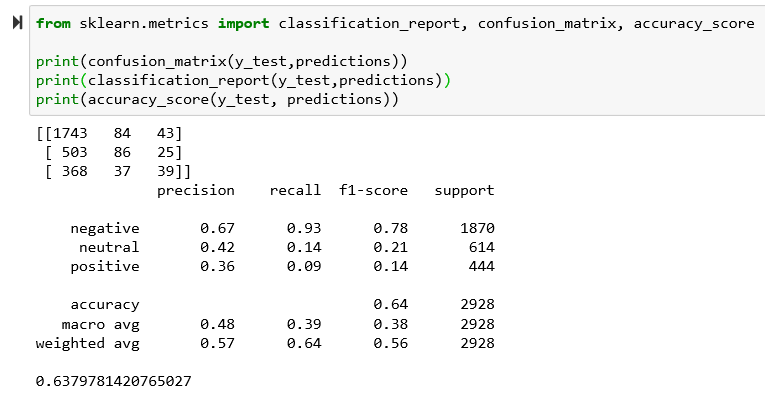 from sklearn.metrics import classification_report, confusion_matrix, accuracy_score
print(confusion_matrix(y_test,predictions))
print(classification_report(y_test,predictions))
print(accuracy_score(y_test, predictions))
[[1743   84   43]
 [ 503   86   25]
 [ 368   37   39]]
              precision    recall  f1-score   support
    negative       0.67      0.93      0.78      1870
     neutral       0.42      0.14      0.21       614
    positive       0.36      0.09      0.14       444
    accuracy                           0.64      2928
   macro avg       0.48      0.39      0.38      2928
weighted avg       0.57      0.64      0.56      2928
0.6379781420765027